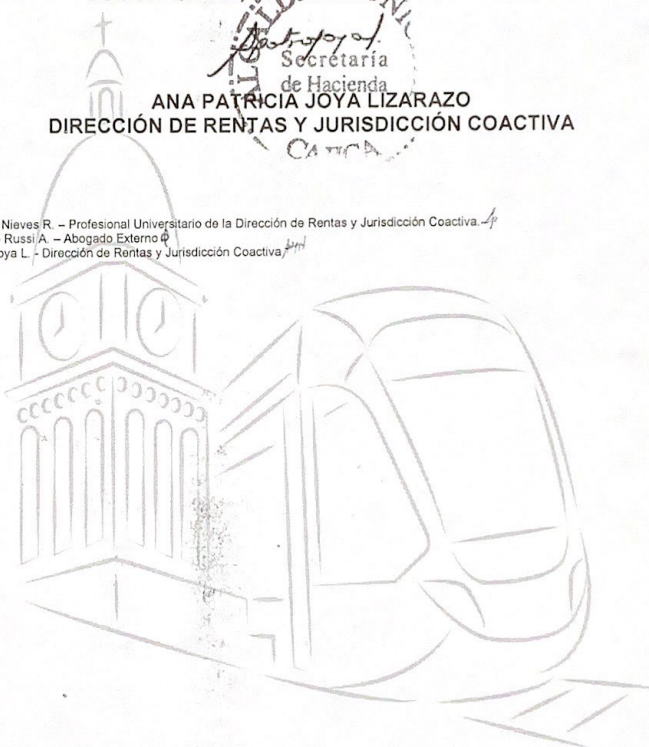 Secretaría
de Hacienda
ANA PATRICIA JOYA LIZARAZO
DIRECCIÓN DE RENTAS Y JURISDICCIÓN COACTIVA
Nieves R. – Profesional Universitario de la Dirección de Rentas y Jurisdicción Coactiva.
Russi A. – Abogado Externo
oya L. - Dirección de Rentas y Jurisdicción Coactiva